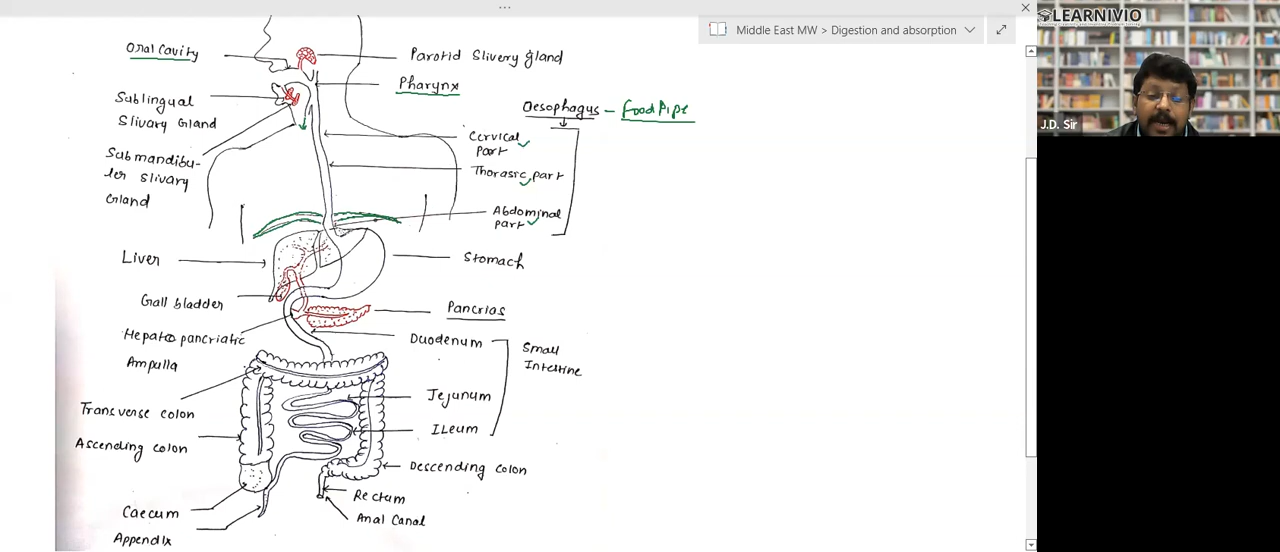 Middle East MW > Digestion and absorption
LEARNIVIO
J.D. Sir
Oral Cavity
Parotid Slivery gland
Pharynx
Sublingual
Slivary Gland
Oesophagus - Food Pipe
Cervical
Part
Submandibu-
ler Slivary
Gland
Thorasic part
Abdominal
part
Liver
Stomach
Gall bladder
Pancrias
Hepato pancriatic
Ampulla
Duodenum
Small
Intestine
Transverse colon
Jejunum
Ascending colon
ILeum
Descending colon
Rectum
Caecum
Anal Canal
Appendix